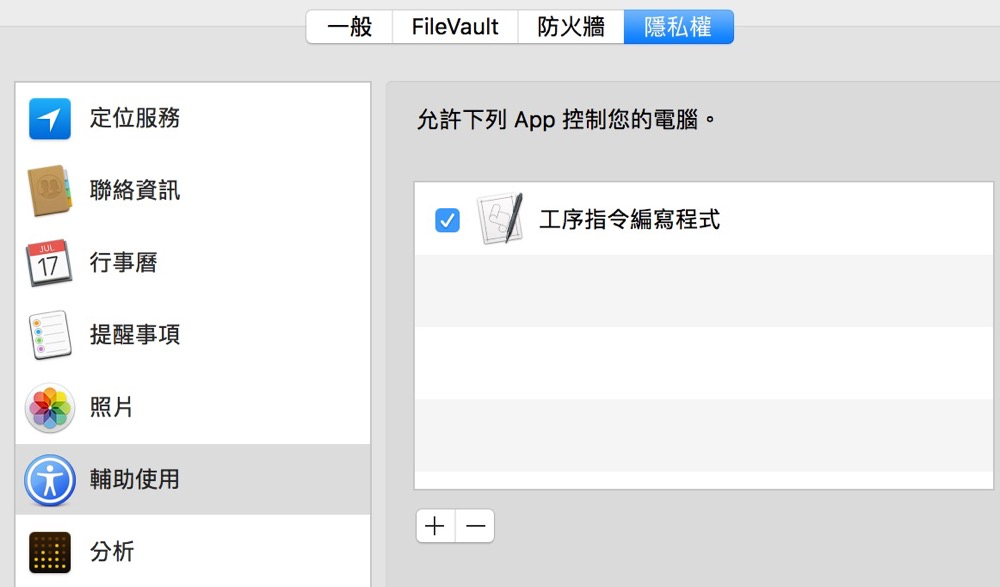 一般
FileVault
防火牆
隱私權
定位服務
聯絡資訊
JUL
17
行事曆
提醒事項
照片
輔助使用
分析
允許下列 App 控制您的電腦。
工序指令編寫程式